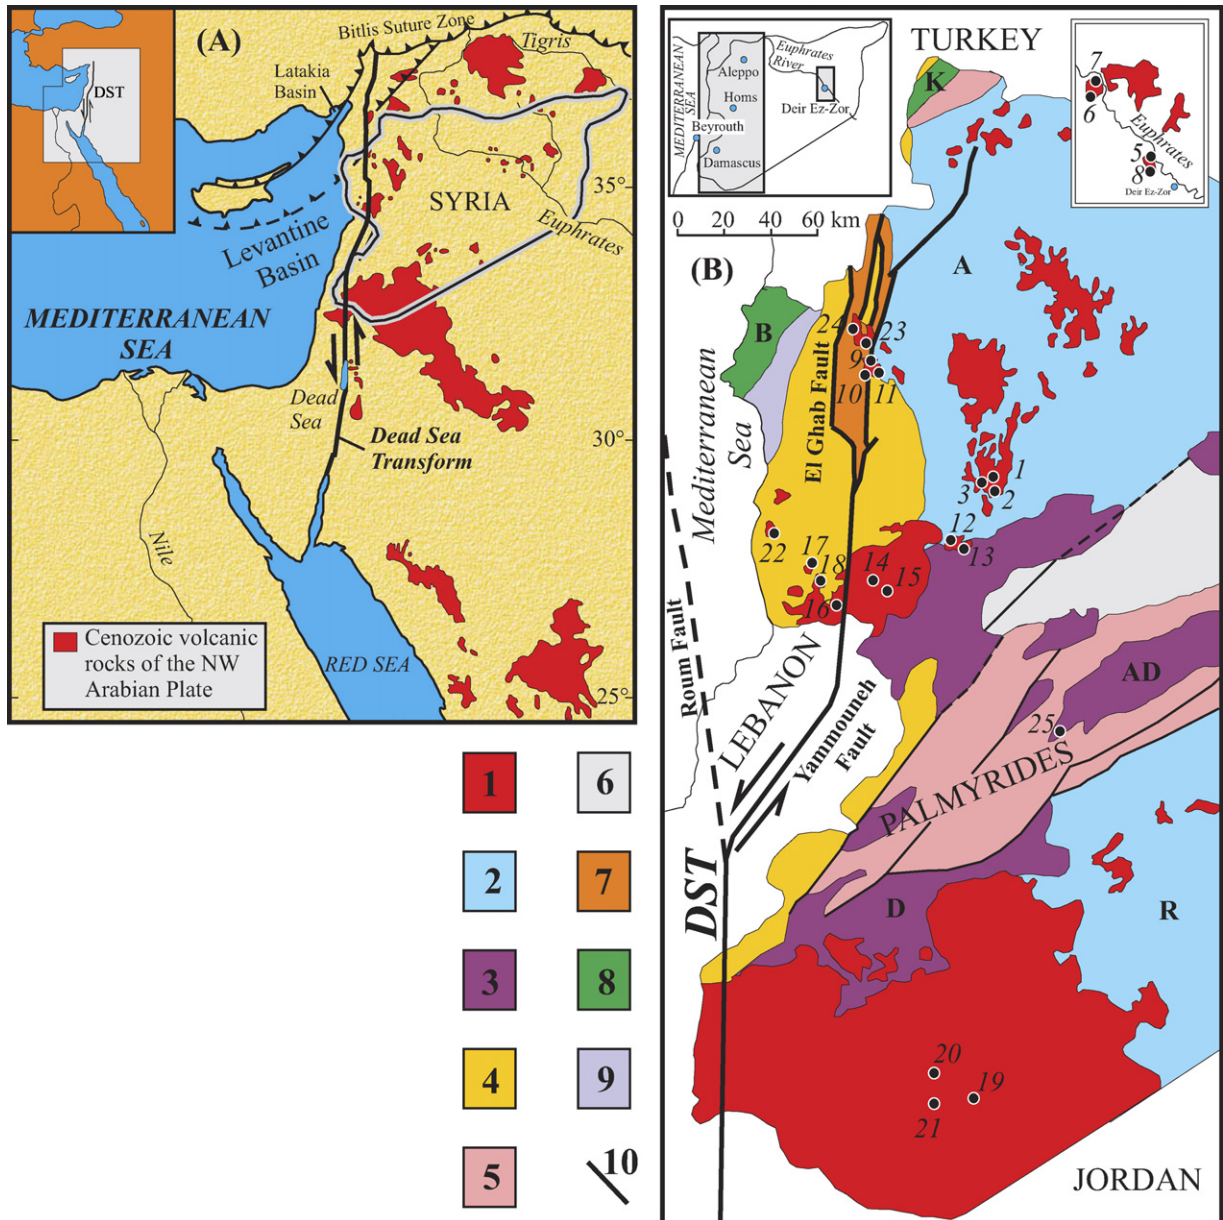 (A)
DST
Bitlis Suture Zone
Tigris
Latakia
Basin
SYRIA
35°
Euphrates
Levantine
Basin
MEDITERRANEAN
SEA
Dead
Sea
30°
Dead Sea
Transform
Nile
Cenozoic volcanic
rocks of the NW
Arabian Plate
RED SEA
25°
1
6
2
7
3
8
4
9
5
10
MEDITERRANEAN
SEA
Euphrates
River
Aleppo
Homs
Deir Ez-Zor
Beyrouth
Damascus
0 20 40 60 km
TURKEY
K
7
6
Euphrates
5
8
Deir Ez-Zor
(B)
A
B
24
23
9
10
11
El Ghab Fault
Mediterranean
Sea
1
3
2
12
13
22
17
18
14
15
16
Roum Fault
LEBANON
Yammouneh
Fault
AD
25
PALMYRIDES
DST
D
R
20
19
21
JORDAN